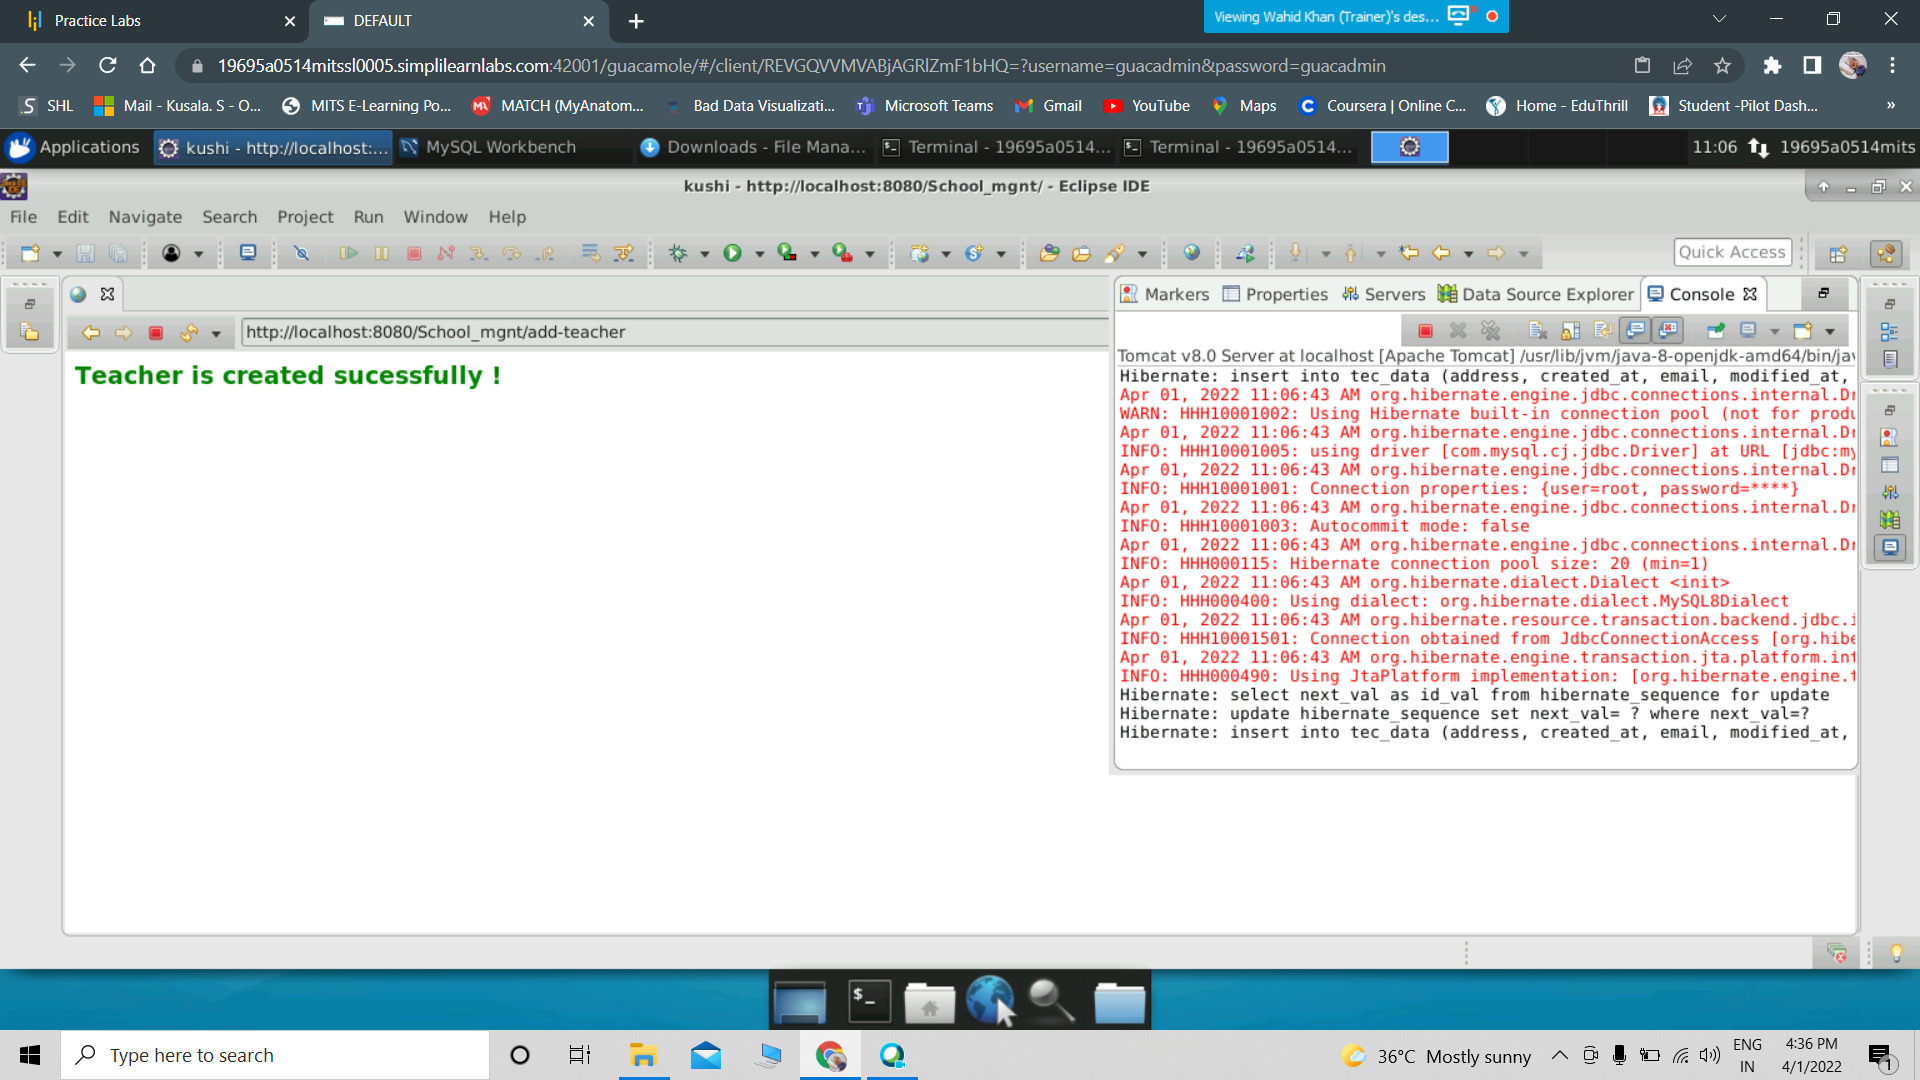 Practice Labs
DEFAULT
Viewing Wahid Khan (Trainer)'s des...
19695a0514mitssl0005.simplilearnlabs.com:42001/guacamole/#/client/REVGQVVMVABjAGRlZmF1bHQ=?username=guacadmin&password=guacadmin
SHL
Mail - Kusala. S - O...
MITS E-Learning Po...
MATCH (MyAnatom...
Bad Data Visualizati...
Microsoft Teams
Gmail
YouTube
Maps
Coursera | Online C...
Home - EduThrill
Student -Pilot Dash...
»
Applications
kushi - http://localhost:...
MySQL Workbench
Downloads - File Mana...
Terminal - 19695a0514...
Terminal - 19695a0514...
11:06
19695a0514mits
kushi - http://localhost:8080/School_mgnt/ - Eclipse IDE
File Edit Navigate Search Project Run Window Help
Quick Access
http://localhost:8080/School_mgnt/add-teacher
Teacher is created sucessfully !
Markers
Properties
Servers
Data Source Explorer
Console
Tomcat v8.0 Server at localhost [Apache Tomcat] /usr/lib/jvm/java-8-openjdk-amd64/bin/jav
Hibernate: insert into tec_data (address, created_at, email, modified_at,
Apr 01, 2022 11:06:43 AM org.hibernate.engine.jdbc.connections.internal.Dr
WARN: HHH10001002: Using Hibernate built-in connection pool (not for produ
Apr 01, 2022 11:06:43 AM org.hibernate.engine.jdbc.connections.internal.Dr
INFO: HHH10001005: using driver [com.mysql.cj.jdbc.Driver] at URL [jdbc:my
Apr 01, 2022 11:06:43 AM org.hibernate.engine.jdbc.connections.internal.Dr
INFO: HHH10001001: Connection properties: {user=root, password=****}
Apr 01, 2022 11:06:43 AM org.hibernate.engine.jdbc.connections.internal.Dr
INFO: HHH10001003: Autocommit mode: false
Apr 01, 2022 11:06:43 AM org.hibernate.engine.jdbc.connections.internal.Dr
INFO: HHH000115: Hibernate connection pool size: 20 (min=1)
Apr 01, 2022 11:06:43 AM org.hibernate.dialect.Dialect <init>
INFO: HHH000400: Using dialect: org.hibernate.dialect.MySQL8Dialect
Apr 01, 2022 11:06:43 AM org.hibernate.resource.transaction.backend.jdbc.i
INFO: HHH10001501: Connection obtained from JdbcConnectionAccess [org.hibe
Apr 01, 2022 11:06:43 AM org.hibernate.engine.transaction.jta.platform.int
INFO: HHH000490: Using JtaPlatform implementation: [org.hibernate.engine.t
Hibernate: select next_val as id_val from hibernate_sequence for update
Hibernate: update hibernate_sequence set next_val= ? where next_val=?
Hibernate: insert into tec_data (address, created_at, email, modified_at,
Type here to search
36°C Mostly sunny
ENG
IN
4:36 PM
4/1/2022
1